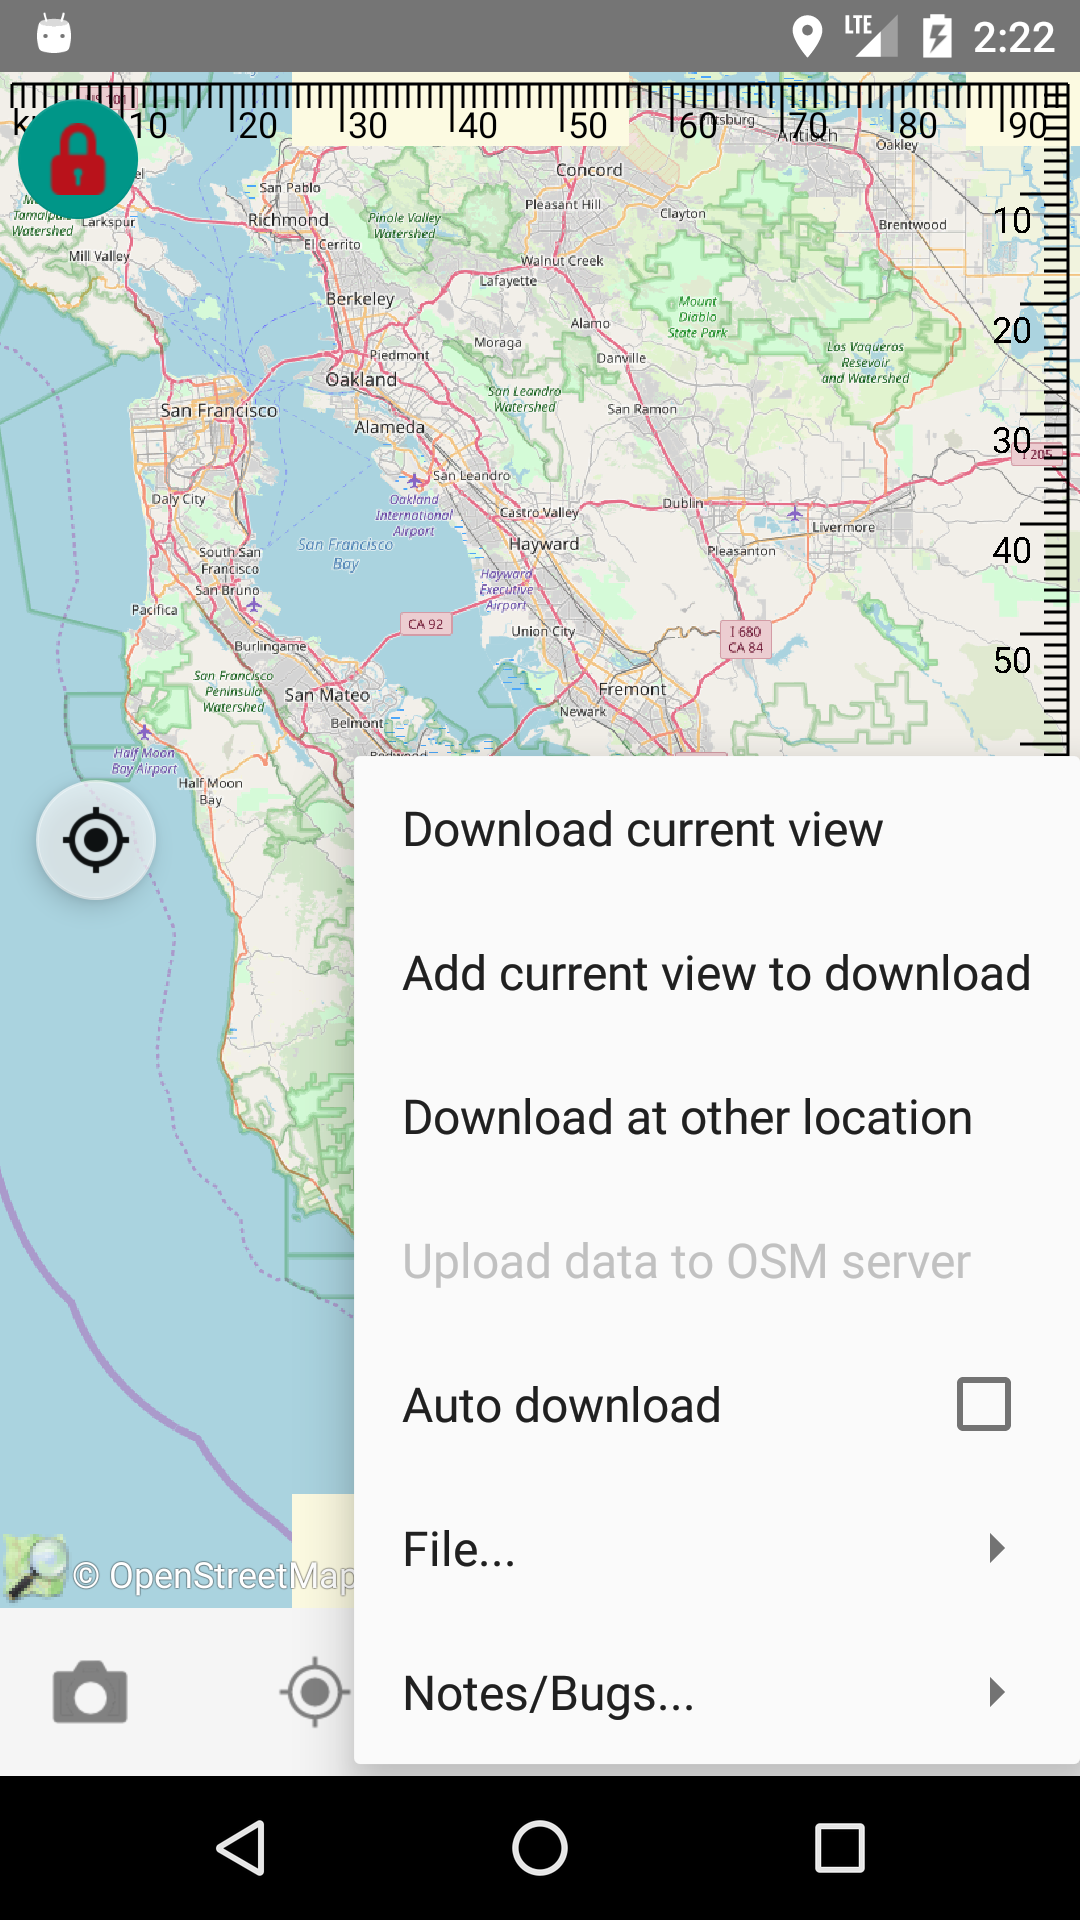 LTE 2:22
US 101
10 20 30 40 50 60 70 80 90
Pittsburg
Antioch
Oakley
Concord
San Pablo
Pleasant Hill
Clayton
Richmond
Pinole Valley
Watershed
Brentwood
10
Larkspur
Watershed
El Cerrito
Mill Valley
Walnut Creek
Lafayette
Berkeley
Mount
Diablo
State Park
Alamo
20
Moraga
Los Vaqueros
Resevoir
and Watershed
Piedmont
Danville
Oakland
San Leandro
Watershed
San Francisco
San Ramon
Alameda
30
I 205
San Leandro
Oakland
International
Airport
Daly City
Castro Valley
Dublin
Livermore
San Francisco
Bay
Hayward
Pleasanton
40
South San
Francisco
San Bruno
Hayward
Executive
Airport
Pacifica
CA 92
Union City
I 680
CA 84
Burlingame
50
San Francisco
Peninsula
Watershed
San Mateo
Fremont
Belmont
Newark
Half Moon
Bay Airport
Redwood
Half Moon
Bay
Download current view
Add current view to download
Download at other location
Upload data to OSM server
Auto download
File...
© OpenStreetMap
Notes/Bugs...